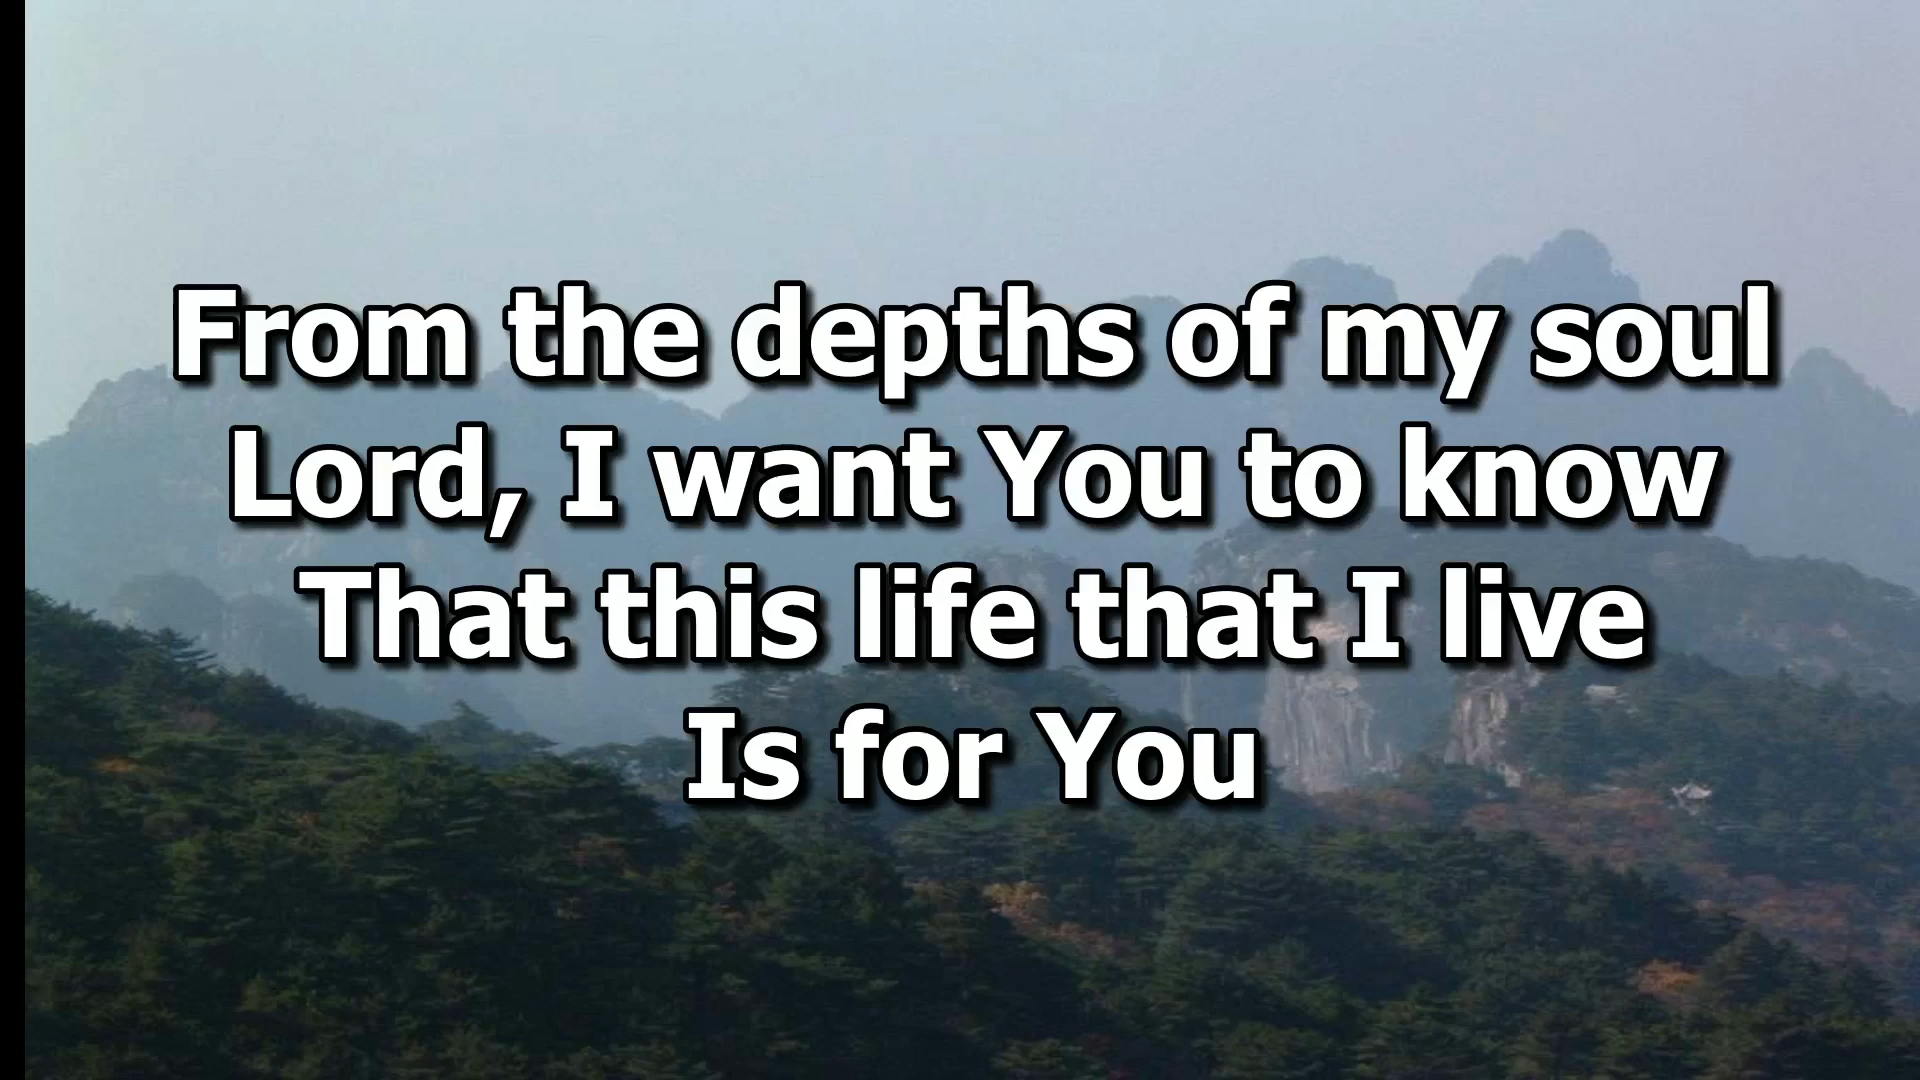 From the depths of my soul
Lord, I want You to know
That this life that I live
Is for You